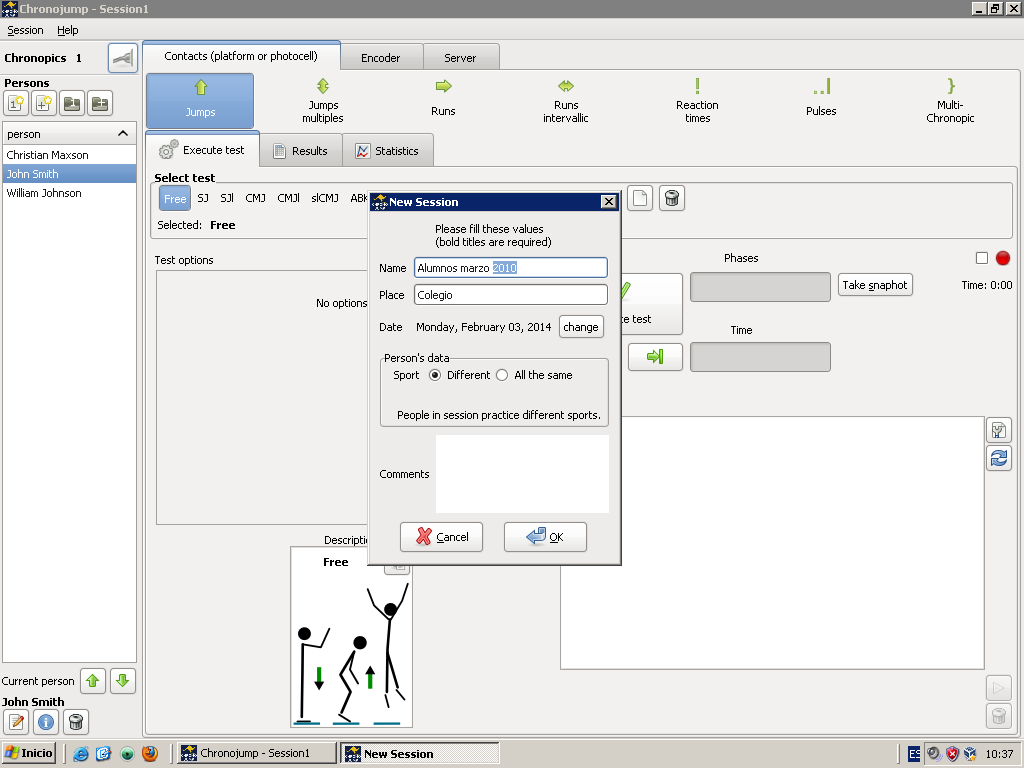 Chronojump - Session1
Session Help
Chronopics 1
Contacts (platform or photocell)
Encoder
Server
Persons
person
Christian Maxson
John Smith
William Johnson
Jumps
Jumps
multiples
Runs
Runs
intervallic
Reaction
times
Pulses
Multi-
Chronopic
Execute test
Results
Statistics
Select test
Free SJ SJl CMJ CMJl slCMJ
Selected: Free
Test options
No options
New Session
Please fill these values
(bold titles are required)
Name Alumnos marzo 2010
Place Colegio
Date Monday, February 03, 2014 change
Person's data
Sport Different All the same
People in session practice different sports.
Comments
Cancel
OK
test
Phases
Take snaphot
Time: 0:00
Time
Free
Current person
John Smith
Inicio
Chronojump - Session1
New Session
ES
10:37